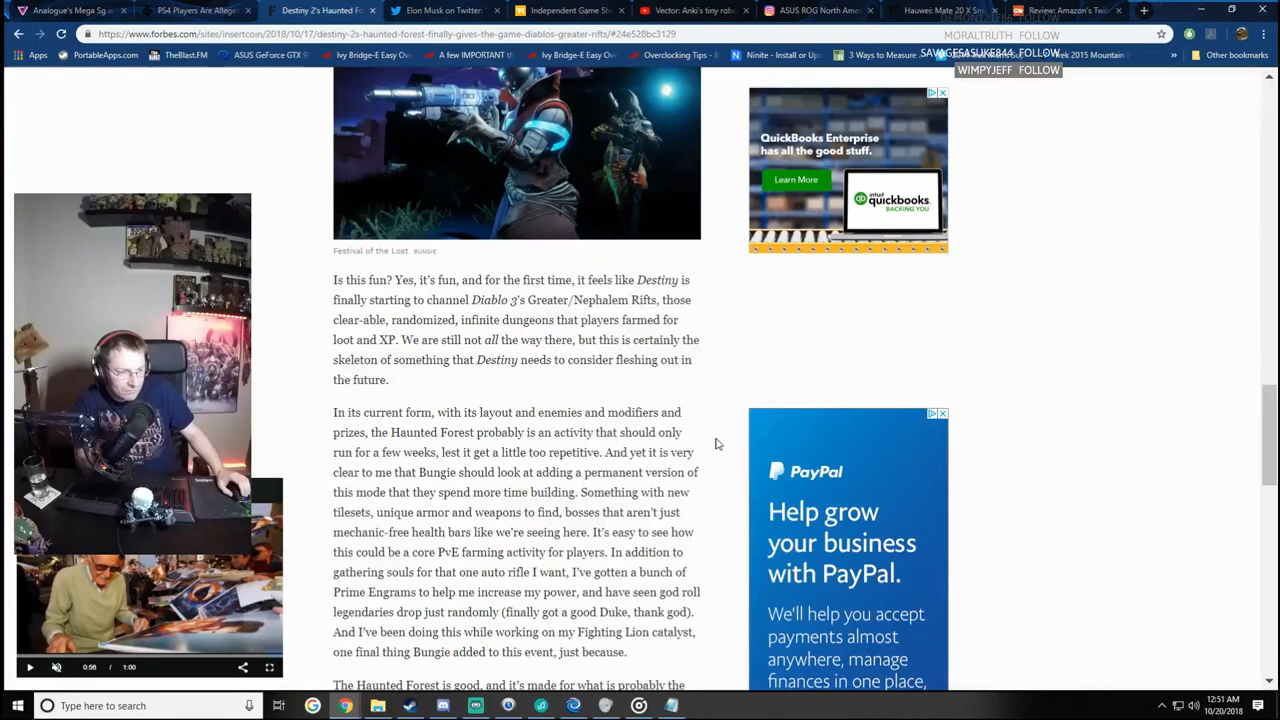 Analogue's Mega Sg is
PS4 Players Are Allege
Destiny 2's Haunted Fo
Elon Musk on Twitter:
Independent Game Sho
Vector: Anki's tiny robo
ASUS ROG North Amer
Hauwei: Mate 20 X Sm
Review: Amazon's Twis
MORALTRUTH FOLLOW
https://www.forbes.com/sites/insertcoin/2018/10/17/destiny-2s-haunted-forest-finally-gives-the-game-diablos-greater-rifts/#24e528bc3129
SAVAGESASUKE844 FOLLOW
Apps
PortableApps.com
TheBlast.FM
ASUS GeForce GTX 9
Ivy Bridge-E Easy Ove
A few IMPORTANT th
Ivy Bridge-E Easy Ove
Overclocking Tips - B
Ninite - Install or Upd
3 Ways to Measure a
Trek 2015 Mountain B
Other bookmarks
WIMPYJEFF FOLLOW
QuickBooks Enterprise
has all the good stuff.
Learn More
intuit
quickbooks.
BACKING YOU
Festival of the Lost BUNGIE
Is this fun? Yes, it's fun, and for the first time, it feels like Destiny is
finally starting to channel Diablo 3's Greater/Nephalem Rifts, those
clear-able, randomized, infinite dungeons that players farmed for
loot and XP. We are still not all the way there, but this is certainly the
skeleton of something that Destiny needs to consider fleshing out in
the future.
In its current form, with its layout and enemies and modifiers and
prizes, the Haunted Forest probably is an activity that should only
run for a few weeks, lest it get a little too repetitive. And yet it is very
clear to me that Bungie should look at adding a permanent version of
this mode that they spend more time building. Something with new
tilesets, unique armor and weapons to find, bosses that aren't just
mechanic-free health bars like we're seeing here. It's easy to see how
this could be a core PvE farming activity for players. In addition to
gathering souls for that one auto rifle I want, I've gotten a bunch of
Prime Engrams to help me increase my power, and have seen god roll
legendaries drop just randomly (finally got a good Duke, thank god).
And I've been doing this while working on my Fighting Lion catalyst,
one final thing Bungie added to this event, just because.
The Haunted Forest is good, and it's made for what is probably the
PayPal
Help grow
your business
with PayPal.
We'll help you accept
payments almost
anywhere, manage
finances in one place,
0:56 / 1:00
Type here to search
12:51 AM
10/20/2018